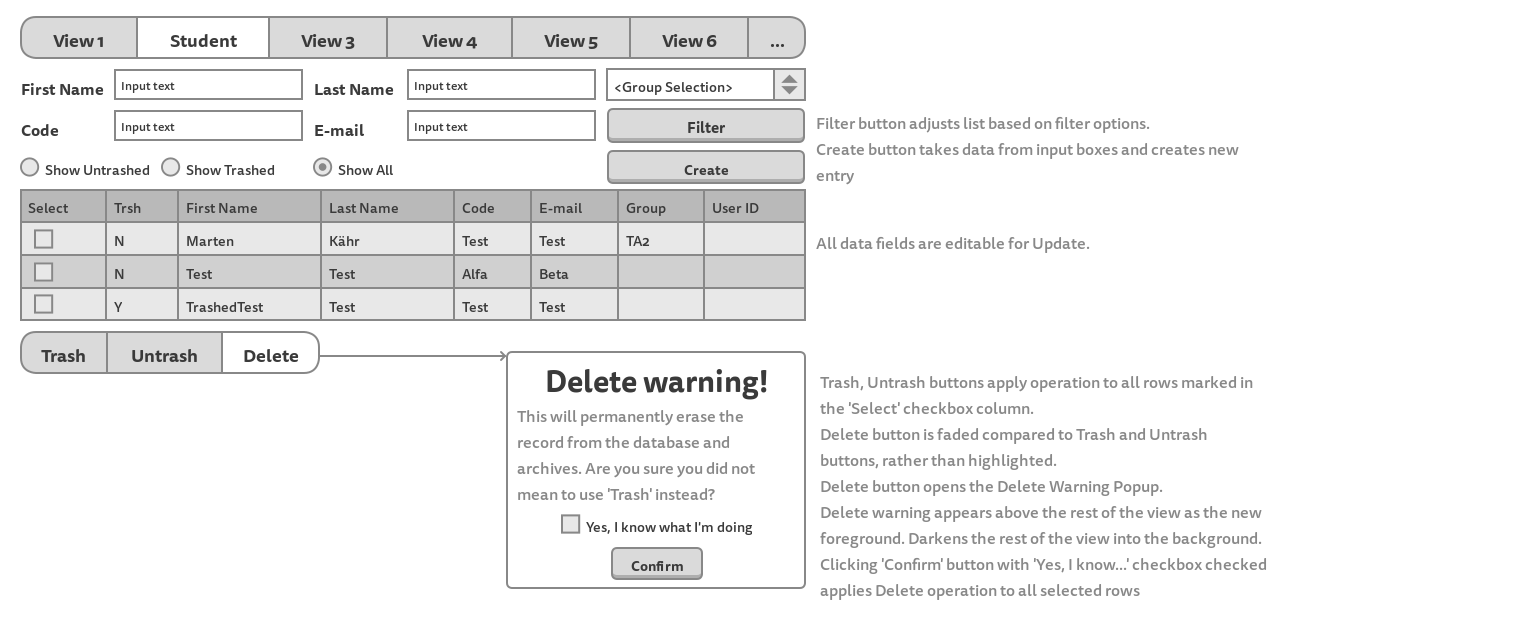 View 1 Student View 3 View 4 View 5 View 6 ...
First Name Input text Last Name Input text <Group Selection>
Code Input text E-mail Input text Filter
Filter button adjusts list based on filter options.
Create button takes data from input boxes and creates new
entry
Show Untrashed Show Trashed Show All Create
Select Trsh First Name Last Name Code E-mail Group User ID
N Marten Kähr Test Test TA2
All data fields are editable for Update.
N Test Test Alfa Beta
Y TrashedTest Test Test Test
Trash Untrash Delete
Delete warning!
This will permanently erase the
record from the database and
archives. Are you sure you did not
mean to use 'Trash' instead?
Yes, I know what I'm doing
Confirm
Trash, Untrash buttons apply operation to all rows marked in
the 'Select' checkbox column.
Delete button is faded compared to Trash and Untrash
buttons, rather than highlighted.
Delete button opens the Delete Warning Popup.
Delete warning appears above the rest of the view as the new
foreground. Darkens the rest of the view into the background.
Clicking 'Confirm' button with 'Yes, I know...' checkbox checked
applies Delete operation to all selected rows